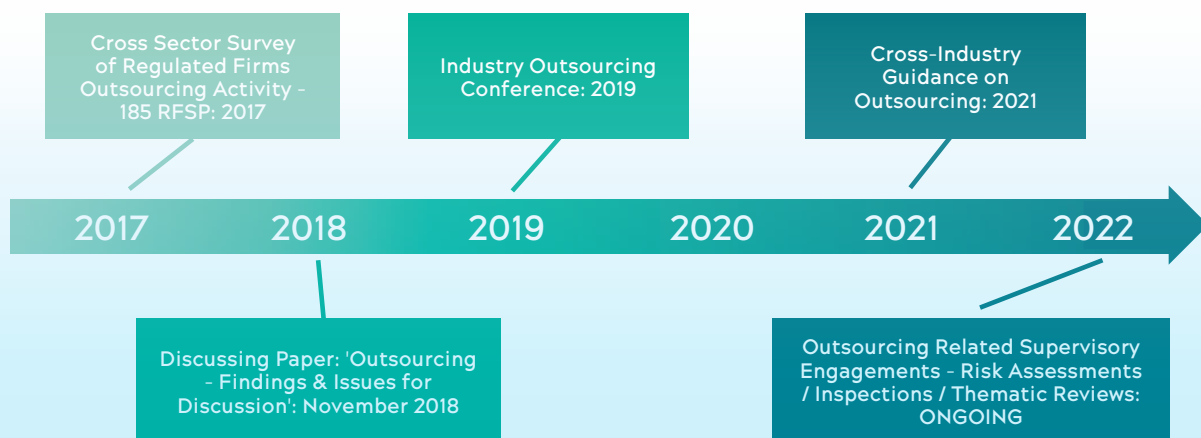 Cross Sector Survey
of Regulated Firms
Outsourcing Activity -
185 RFSP: 2017
Industry Outsourcing
Conference: 2019
Cross-Industry
Guidance on
Outsourcing: 2021
2017
2018
2019
2020
2021
2022
Discussing Paper: 'Outsourcing
- Findings & Issues for
Discussion': November 2018
Outsourcing Related Supervisory
Engagements - Risk Assessments
/ Inspections / Thematic Reviews:
ONGOING